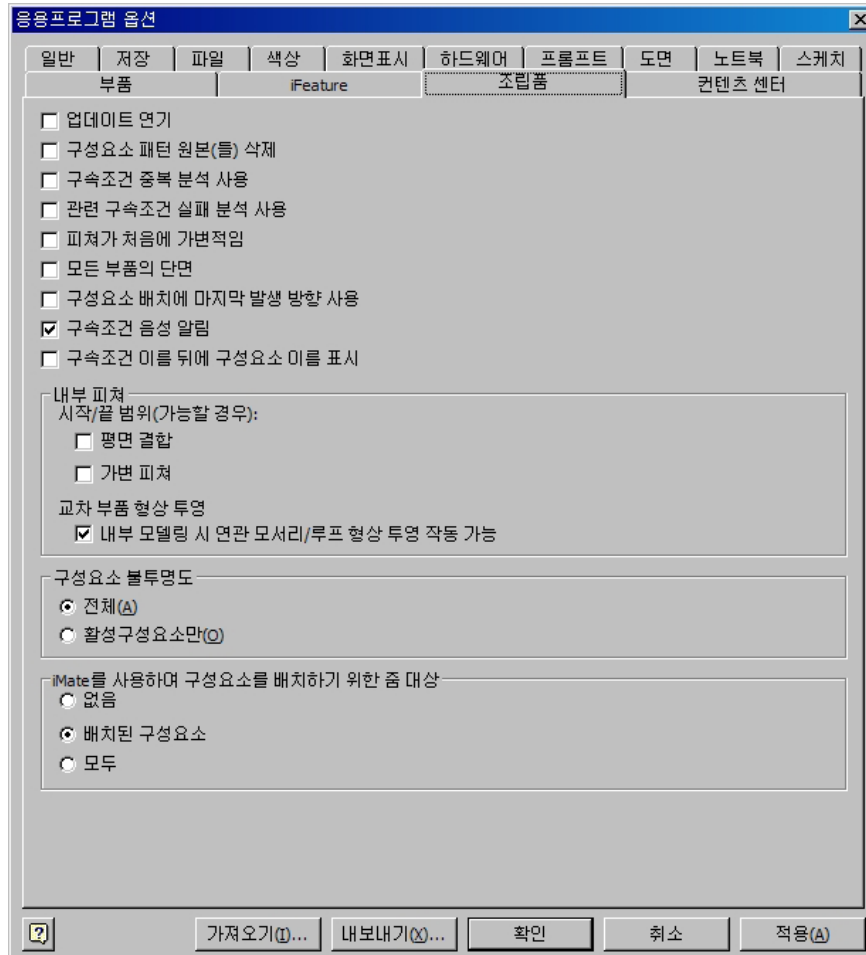 응용프로그램 옵션
일반 저장 파일 색상 화면표시 하드웨어 프롬프트 도면 노트북 스케치
부품 iFeature 조립품 컨텐츠 센터
업데이트 연기
구성요소 패턴 원본(들) 삭제
구속조건 중복 분석 사용
관련 구속조건 실패 분석 사용
피쳐가 처음에 가변적임
모든 부품의 단면
구성요소 배치에 마지막 발생 방향 사용
구속조건 음성 알림
구속조건 이름 뒤에 구성요소 이름 표시
내부 피쳐
시작/끝 범위(가능할 경우):
평면 결합
가변 피쳐
교차 부품 형상 투영
내부 모델링 시 연관 모서리/루프 형상 투영 작동 가능
구성요소 불투명도
전체(A)
활성구성요소만(O)
iMate를 사용하여 구성요소를 배치하기 위한 줌 대상
없음
배치된 구성요소
모두
가져오기(I)... 내보내기(X)... 확인 취소 적용(A)